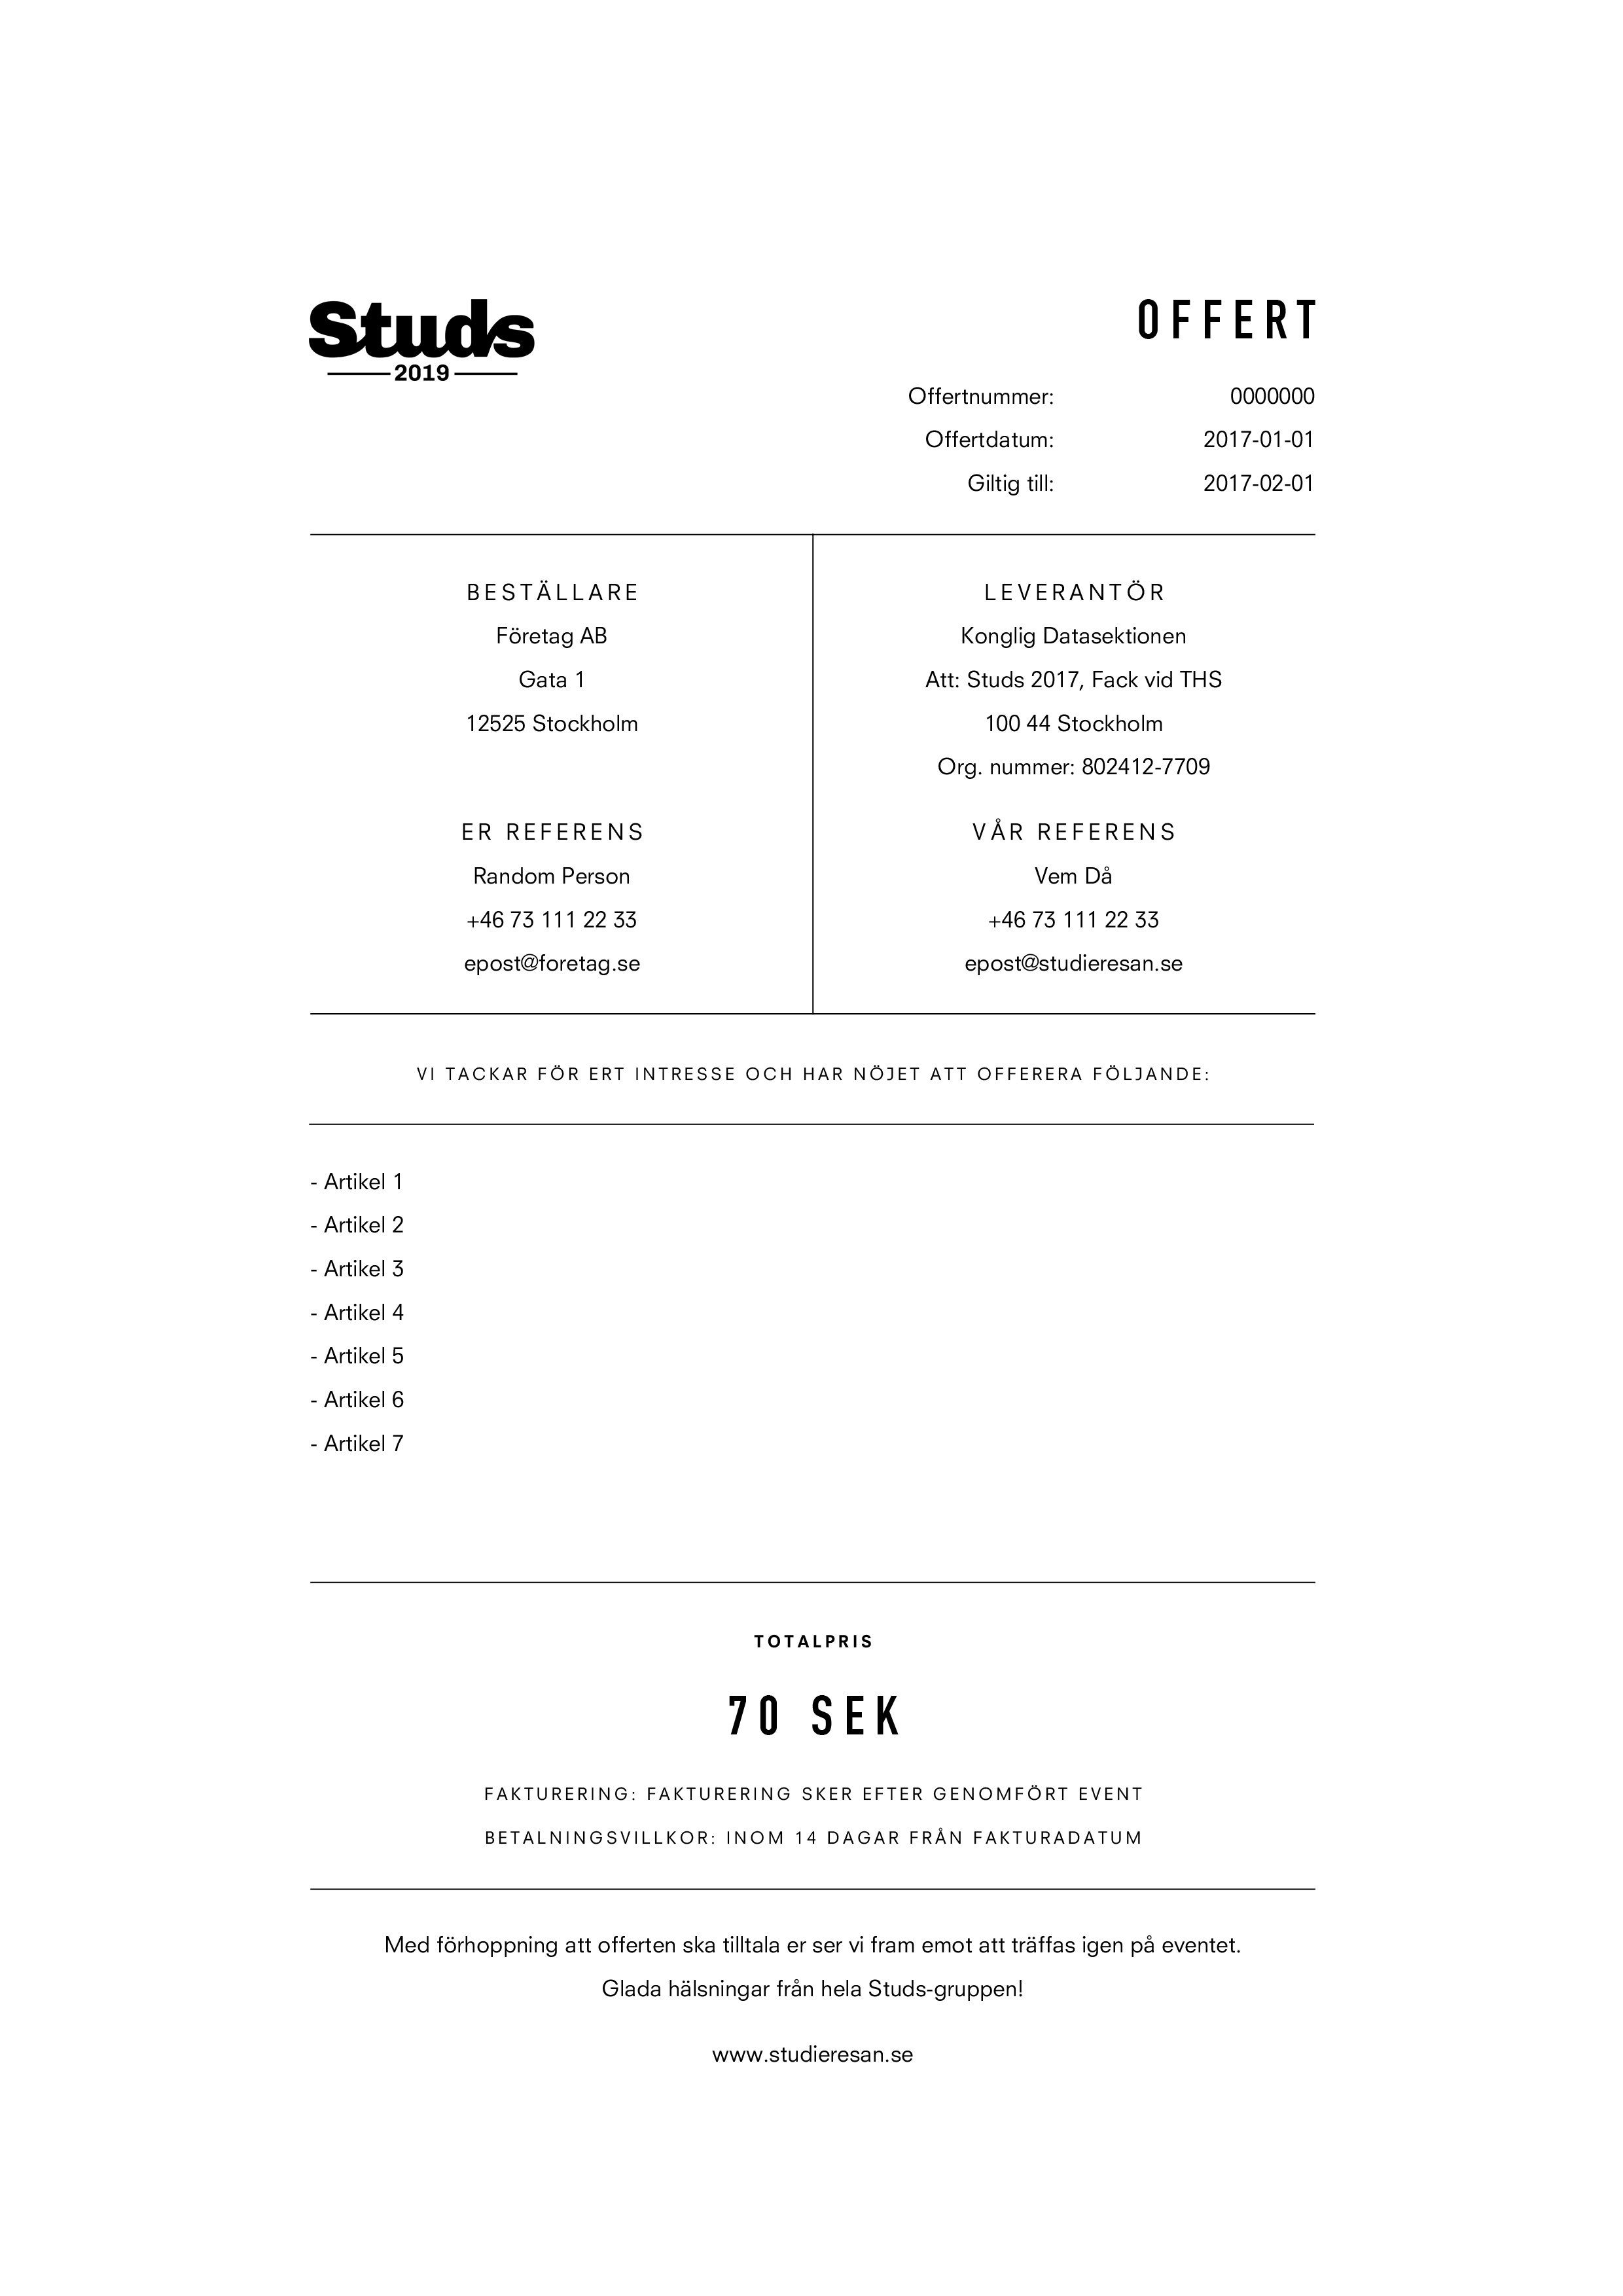 Studs
2019
OFFERT
Offertnummer: 0000000
Offertdatum: 2017-01-01
Giltig till: 2017-02-01
BESTÄLLARE
Företag AB
Gata 1
12525 Stockholm
ER REFERENS
Random Person
+46 73 111 22 33
epost@foretag.se
LEVERANTÖR
Konglig Datasektionen
Att: Studs 2017, Fack vid THS
100 44 Stockholm
Org. nummer: 802412-7709
VÅR REFERENS
Vem Då
+46 73 111 22 33
epost@studieresan.se
VI TACKAR FÖR ERT INTRESSE OCH HAR NÖJET ATT OFFERERA FÖLJANDE:
- Artikel 1
- Artikel 2
- Artikel 3
- Artikel 4
- Artikel 5
- Artikel 6
- Artikel 7
TOTALPRIS
70 SEK
FAKTURERING: FAKTURERING SKER EFTER GENOMFÖRT EVENT
BETALNINGSVILLKOR: INOM 14 DAGAR FRÅN FAKTURADATUM
Med förhoppning att offerten ska tilltala er ser vi fram emot att träffas igen på eventet.
Glada hälsningar från hela Studs-gruppen!
www.studieresan.se